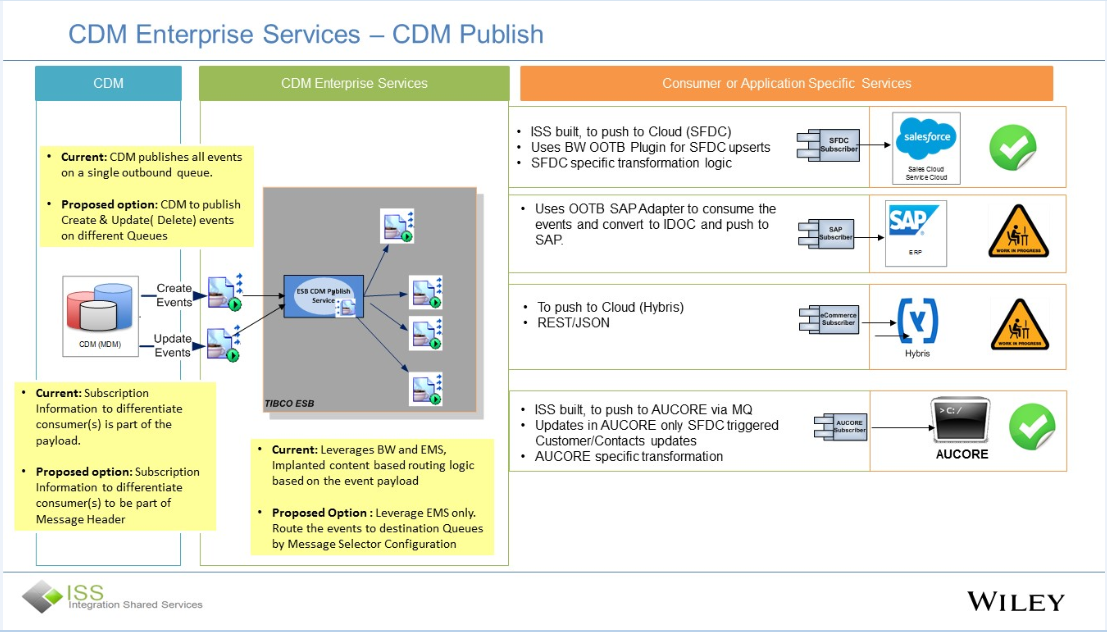 CDM Enterprise Services – CDM Publish
CDM
CDM Enterprise Services
Consumer or Application Specific Services
• Current: CDM publishes all events
on a single outbound queue.
• Proposed option: CDM to publish
Create & Update( Delete) events
on different Queues
CDM (MDM)
Create
Events
Update
Events
• Current: Subscription
Information to differentiate
consumer(s) is part of the
payload.
• Proposed option: Subscription
Information to differentiate
consumer(s) to be part of
Message Header
ESB CDM Publish
Service
TIBCO ESB
• Current: Leverages BW and EMS,
Implanted content based routing logic
based on the event payload
• Proposed Option : Leverage EMS only.
Route the events to destination Queues
by Message Selector Configuration
• ISS built, to push to Cloud (SFDC)
• Uses BW OOTB Plugin for SFDC upserts
• SFDC specific transformation logic
SFDC
Subscriber
salesforce
Sales Cloud
Service Cloud
• Uses OOTB SAP Adapter to consume the
events and convert to IDOC and push to
SAP.
SAP
Subscriber
SAP
ERP
WORK IN PROGRESS
• To push to Cloud (Hybris)
• REST/JSON
eCommerce
Subscriber
Hybris
WORK IN PROGRESS
• ISS built, to push to AUCORE via MQ
• Updates in AUCORE only SFDC triggered
Customer/Contacts updates
• AUCORE specific transformation
AUCORE
Subscriber
>C:/
AUCORE
ISS
Integration Shared Services
WILEY